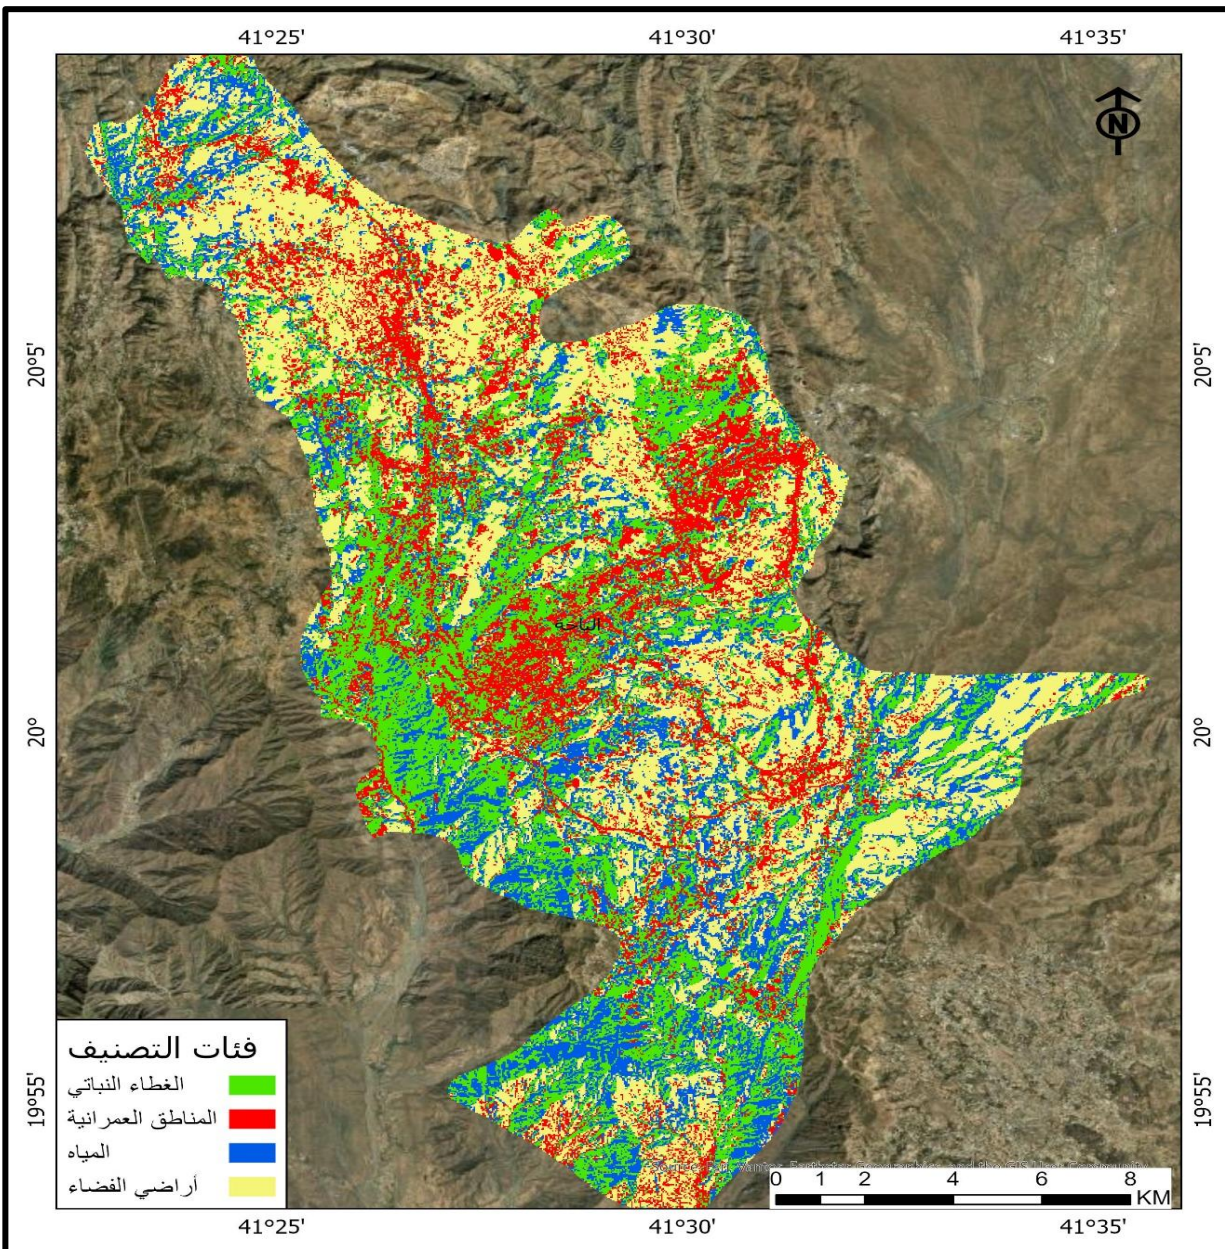 41°25' 41°30' 41°35'
N
20°5' 20°5'
الباحة
20° 20°
19°55' 19°55'
فئات التصنيف
الغطاء النباتي
المناطق العمرانية
المياه
أراضي الفضاء
0 1 2 4 6 8
KM
41°25' 41°30' 41°35'